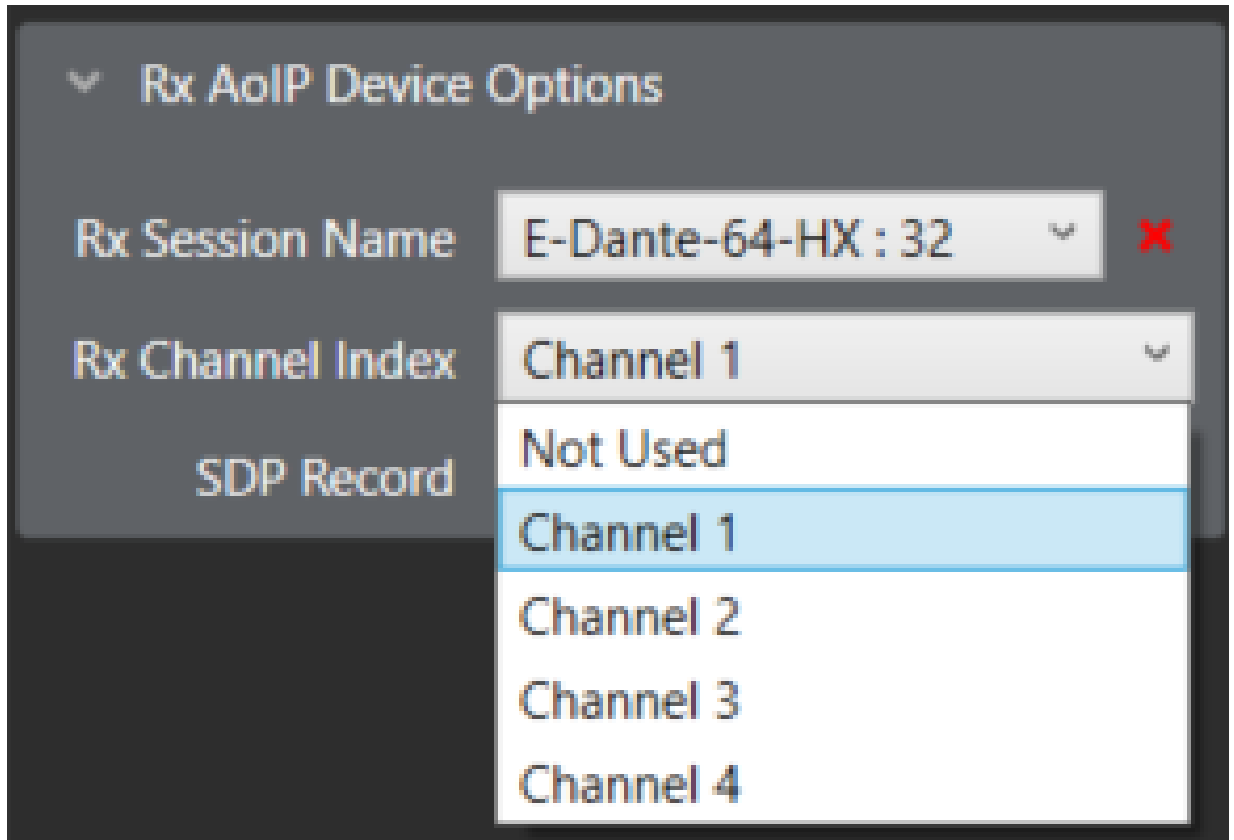 Rx AoIP Device Options
Rx Session Name E-Dante-64-HX : 32
Rx Channel Index Channel 1
Not Used
SDP Record
Channel 1
Channel 2
Channel 3
Channel 4